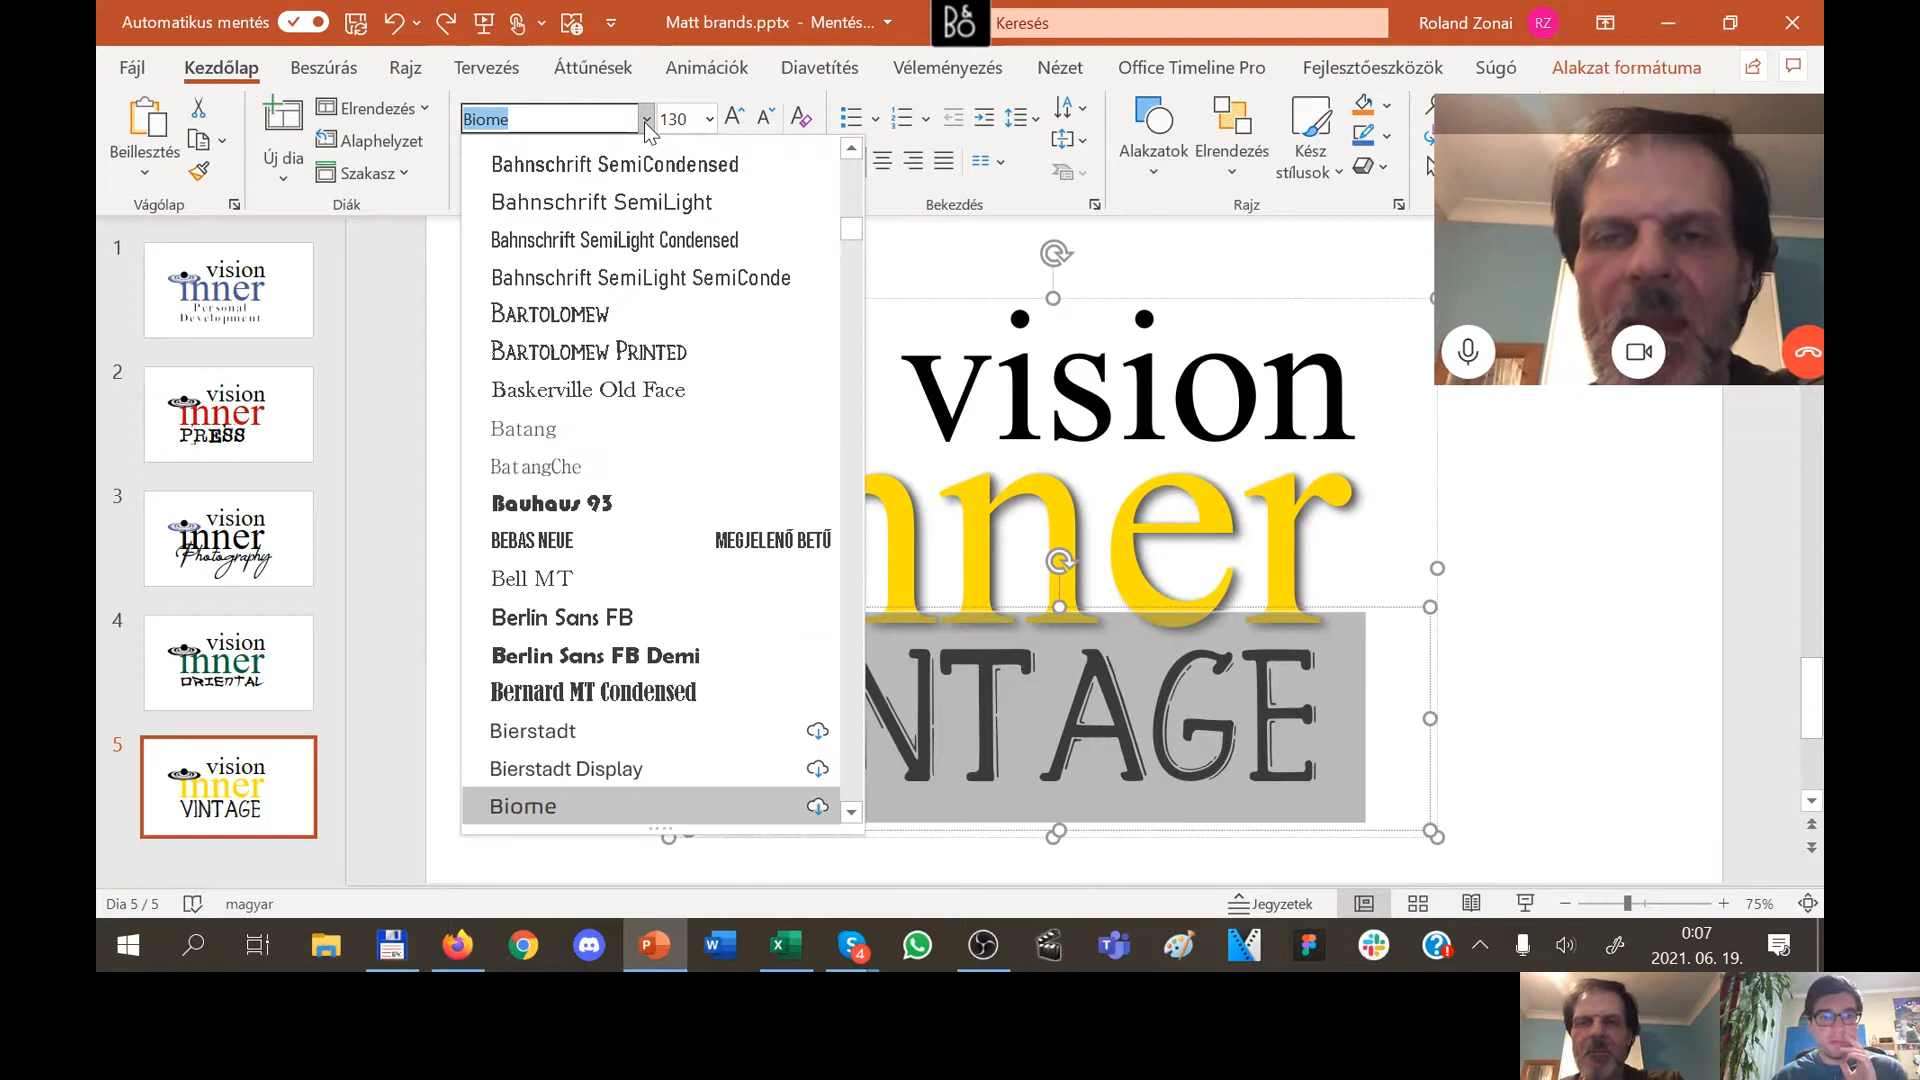 Automatikus mentés
Matt brands.pptx - Mentés...
B&O
Keresés
Roland Zonai
RZ
Fájl
Kezdőlap
Beszúrás
Rajz
Tervezés
Áttűnések
Animációk
Diavetítés
Véleményezés
Nézet
Office Timeline Pro
Fejlesztőeszközök
Súgó
Alakzat formátuma
Beillesztés
Vágólap
Új dia
Elrendezés
Alaphelyzet
Szakasz
Diák
Biome
130
Bekezdés
Alakzatok
Elrendezés
Kész
stílusok
Rajz
Bahnschrift SemiCondensed
Bahnschrift SemiLight
Bahnschrift SemiLight Condensed
Bahnschrift SemiLight SemiConde
Bartolomew
Bartolomew Printed
Baskerville Old Face
Batang
BatangChe
Bauhaus 93
BEBAS NEUE MEGJELENŐ BETŰ
Bell MT
Berlin Sans FB
Berlin Sans FB Demi
Bernard MT Condensed
Bierstadt
Bierstadt Display
Biome
1
vision
inner
Personal
Development
2
vision
inner
PRESS
3
vision
inner
Photography
4
vision
inner
ORIENTAL
5
vision
inner
VINTAGE
vision
nner
NTAGE
Dia 5 / 5
magyar
Jegyzetek
75%
4
0:07
2021. 06. 19.